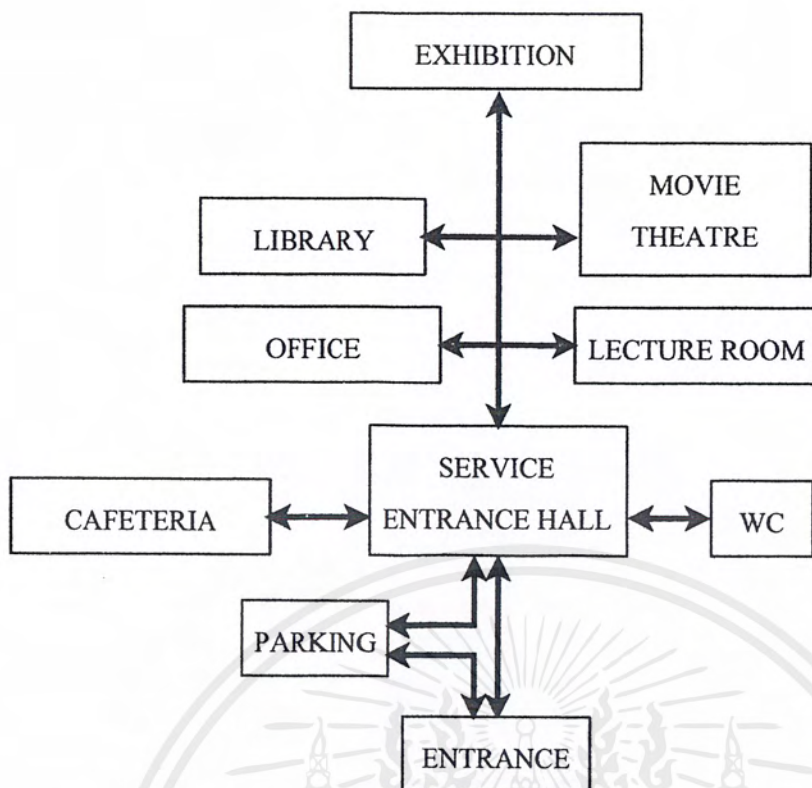 EXHIBITION
MOVIE
THEATRE
LIBRARY
OFFICE
LECTURE ROOM
SERVICE
ENTRANCE HALL
CAFETERIA
WC
PARKING
ENTRANCE